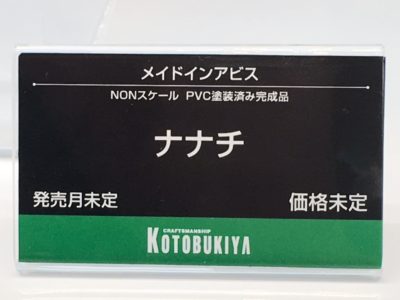 メイドインアビス
NONスケール PVC塗装済み完成品
ナナチ
発売月未定 価格未定
CRAFTSMANSHIP
KOTOBUKIYA